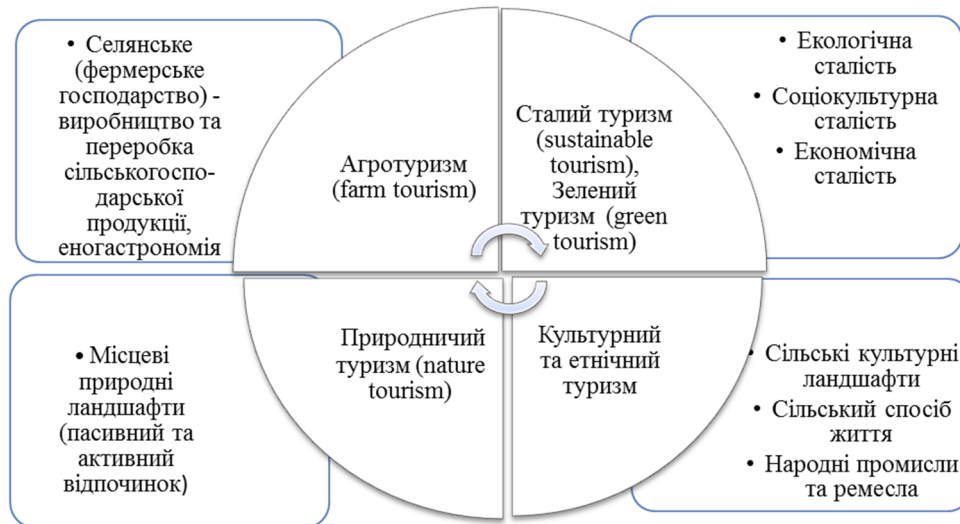 • Селянське
(фермерське
господарство) -
виробництво та
переробка
сільськогоспо-
дарської
продукції,
еногастрономія
Агротуризм
(farm tourism)
Сталий туризм
(sustainable
tourism),
Зелений
туризм (green
tourism)
• Екологічна
сталість
• Соціокультурна
сталість
• Економічна
сталість
• Місцеві
природні
ландшафти
(пасивний та
активний
відпочинок)
Природничий
туризм (nature
tourism)
Культурний
та етнічний
туризм
• Сільські культурні
ландшафти
• Сільський спосіб
життя
• Народні промисли
та ремесла